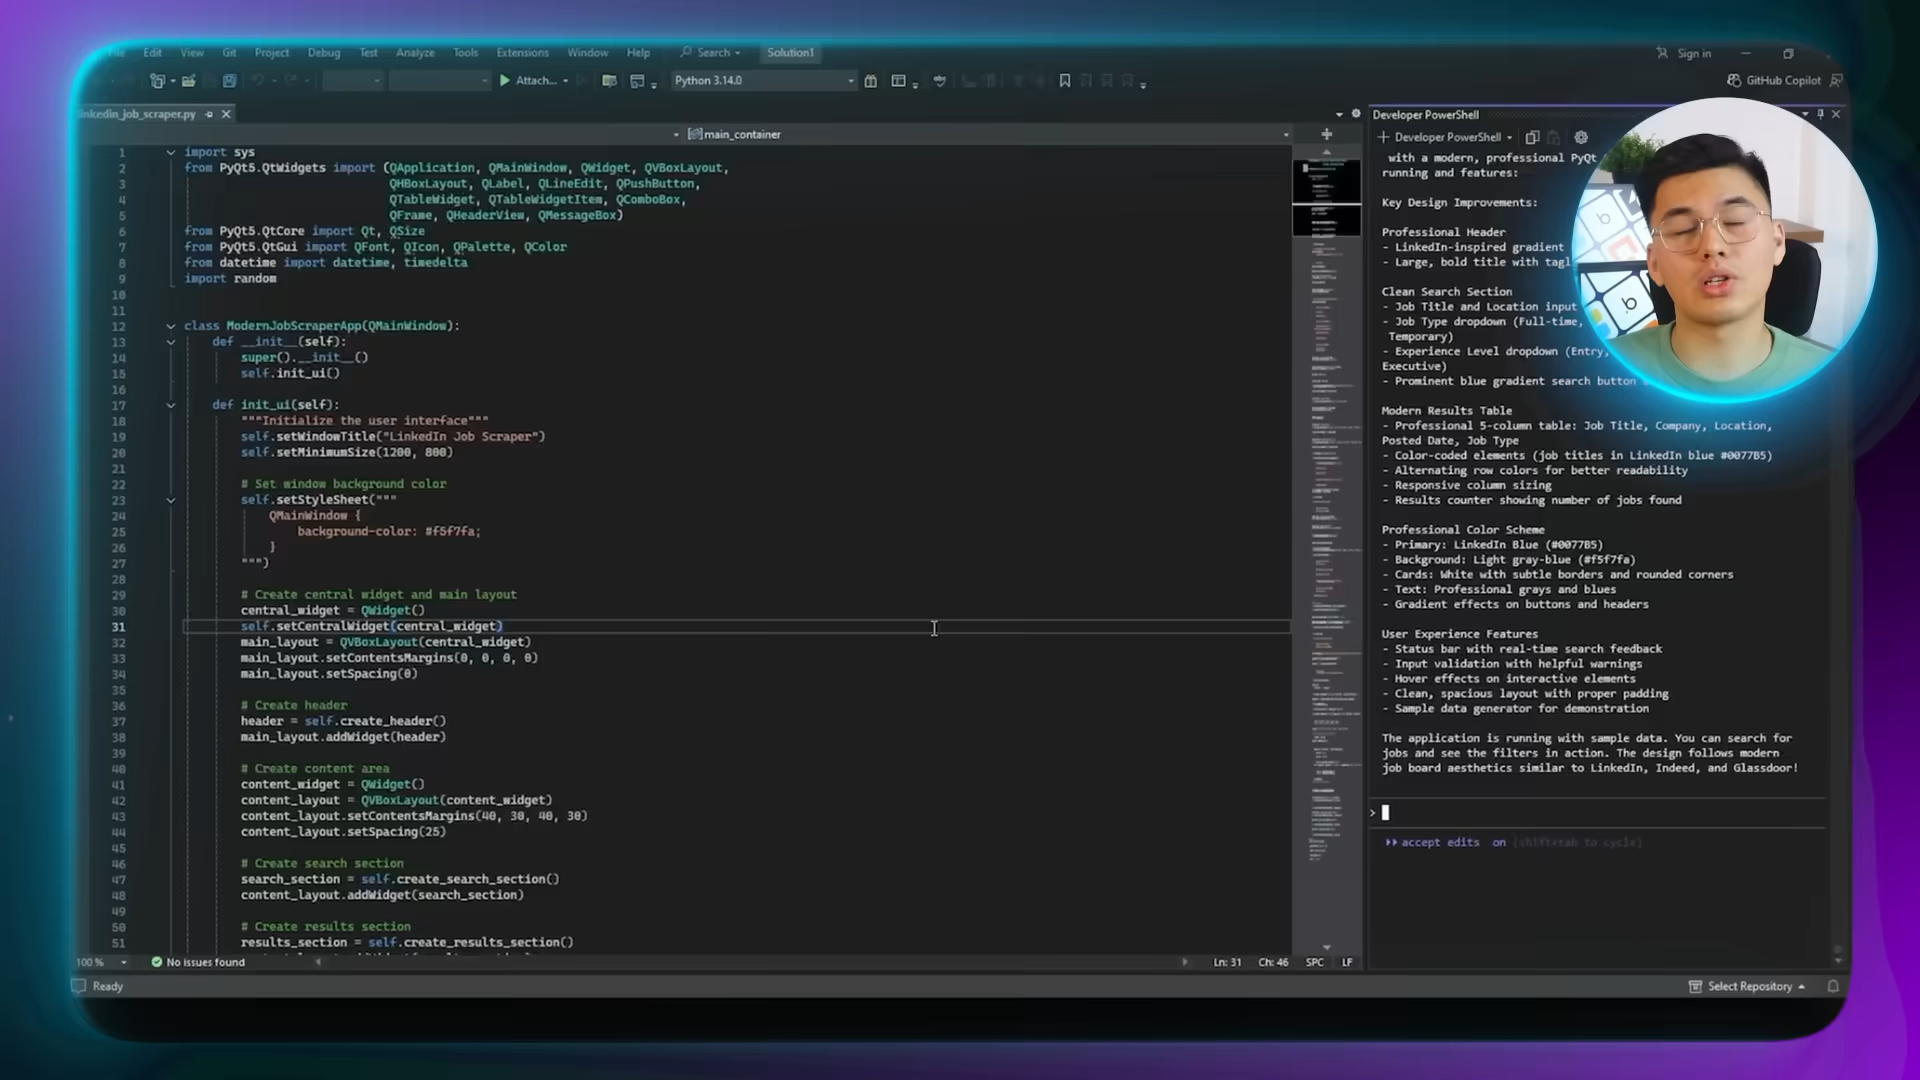 File Edit View Git Project Debug Test Analyze Tools Extensions Window Help Search Solution1 Sign in
Attach... Python 3.14.0 GitHub Copilot
linkedin_job_scraper.py
main_container
1 import sys
2 from PyQt5.QtWidgets import (QApplication, QMainWindow, QWidget, QVBoxLayout,
3 QHBoxLayout, QLabel, QLineEdit, QPushButton,
4 QTableWidget, QTableWidgetItem, QComboBox,
5 QFrame, QHeaderView, QMessageBox)
6 from PyQt5.QtCore import Qt, QSize
7 from PyQt5.QtGui import QFont, QIcon, QPalette, QColor
8 from datetime import datetime, timedelta
9 import random
10
11
12 class ModernJobScraperApp(QMainWindow):
13 def __init__(self):
14 super().__init__()
15 self.init_ui()
16
17 def init_ui(self):
18 """Initialize the user interface"""
19 self.setWindowTitle("LinkedIn Job Scraper")
20 self.setMinimumSize(1200, 800)
21
22 # Set window background color
23 self.setStyleSheet("""
24 QMainWindow {
25 background-color: #f5f7fa;
26 }
27 """)
28
29 # Create central widget and main layout
30 central_widget = QWidget()
31 self.setCentralWidget(central_widget)
32 main_layout = QVBoxLayout(central_widget)
33 main_layout.setContentsMargins(0, 0, 0, 0)
34 main_layout.setSpacing(0)
35
36 # Create header
37 header = self.create_header()
38 main_layout.addWidget(header)
39
40 # Create content area
41 content_widget = QWidget()
42 content_layout = QVBoxLayout(content_widget)
43 content_layout.setContentsMargins(40, 30, 40, 30)
44 content_layout.setSpacing(25)
45
46 # Create search section
47 search_section = self.create_search_section()
48 content_layout.addWidget(search_section)
49
50 # Create results section
51 results_section = self.create_results_section()
100 % No issues found Ln: 31 Ch: 46 SPC LF
Developer PowerShell
Developer PowerShell
with a modern, professional PyQt
running and features:
Key Design Improvements:
Professional Header
- LinkedIn-inspired gradient
- Large, bold title with tagl
Clean Search Section
- Job Title and Location input
- Job Type dropdown (Full-time,
Temporary)
- Experience Level dropdown (Entry,
Executive)
- Prominent blue gradient search button
Modern Results Table
- Professional 5-column table: Job Title, Company, Location,
Posted Date, Job Type
- Color-coded elements (job titles in LinkedIn blue #0077B5)
- Alternating row colors for better readability
- Responsive column sizing
- Results counter showing number of jobs found
Professional Color Scheme
- Primary: LinkedIn Blue (#0077B5)
- Background: Light gray-blue (#f5f7fa)
- Cards: White with subtle borders and rounded corners
- Text: Professional grays and blues
- Gradient effects on buttons and headers
User Experience Features
- Status bar with real-time search feedback
- Input validation with helpful warnings
- Hover effects on interactive elements
- Clean, spacious layout with proper padding
- Sample data generator for demonstration
The application is running with sample data. You can search for
jobs and see the filters in action. The design follows modern
job board aesthetics similar to LinkedIn, Indeed, and Glassdoor!
>
accept edits on (shift+tab to cycle)
Ready Select Repository